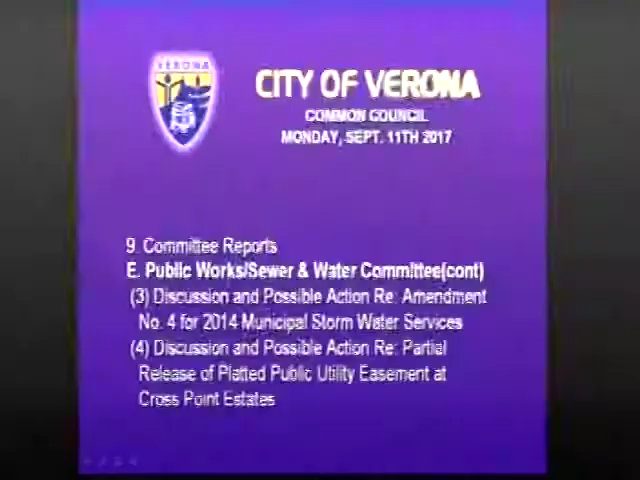 VERONA
CITY OF VERONA
COMMON COUNCIL
MONDAY, SEPT. 11TH 2017
9. Committee Reports
E. Public Works/Sewer & Water Committee(cont)
(3) Discussion and Possible Action Re: Amendment
No. 4 for 2014 Municipal Storm Water Services
(4) Discussion and Possible Action Re: Partial
Release of Platted Public Utility Easement at
Cross Point Estates